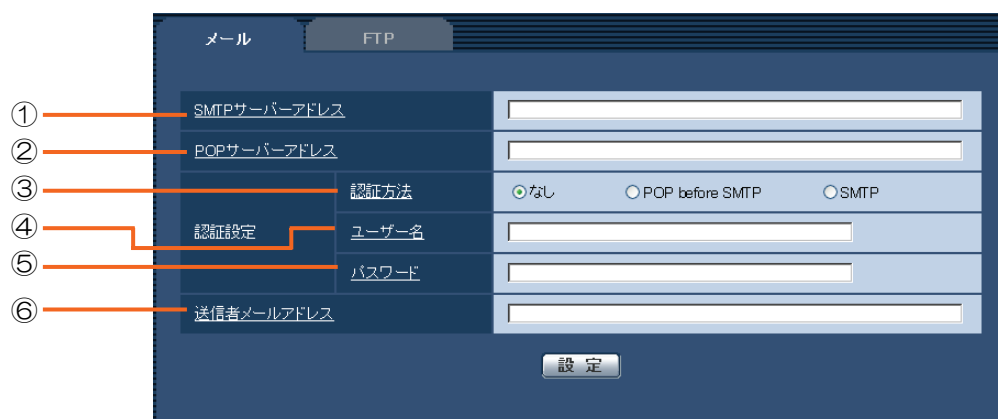 メール FTP
① SMTPサーバーアドレス
② POPサーバーアドレス
③ 認証方法 なし POP before SMTP SMTP
④ 認証設定 ユーザー名
⑤ パスワード
⑥ 送信者メールアドレス
設 定